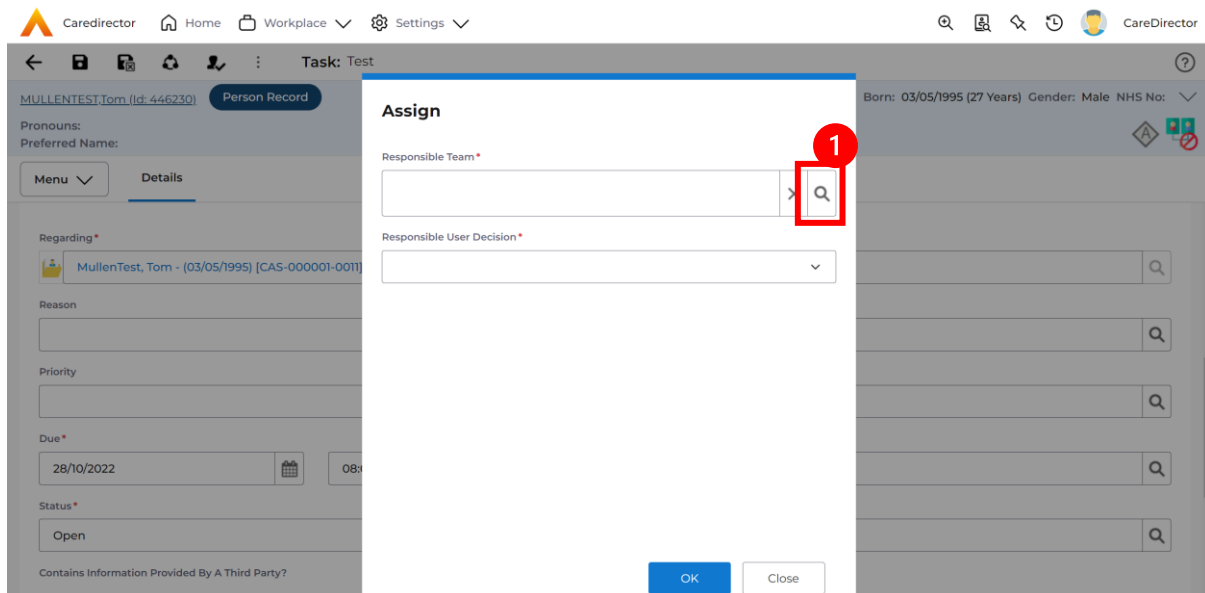 Caredirector Home Workplace Settings CareDirector
Task: Test
MULLENTEST,Tom (Id: 446230) Person Record Born: 03/05/1995 (27 Years) Gender: Male NHS No:
Pronouns:
Preferred Name:
Menu Details
Assign
1
Responsible Team*
Responsible User Decision*
Regarding*
MullenTest, Tom - (03/05/1995) [CAS-000001-0011]
Reason
Priority
Due*
28/10/2022
Status*
Open
Contains Information Provided By A Third Party?
OK Close